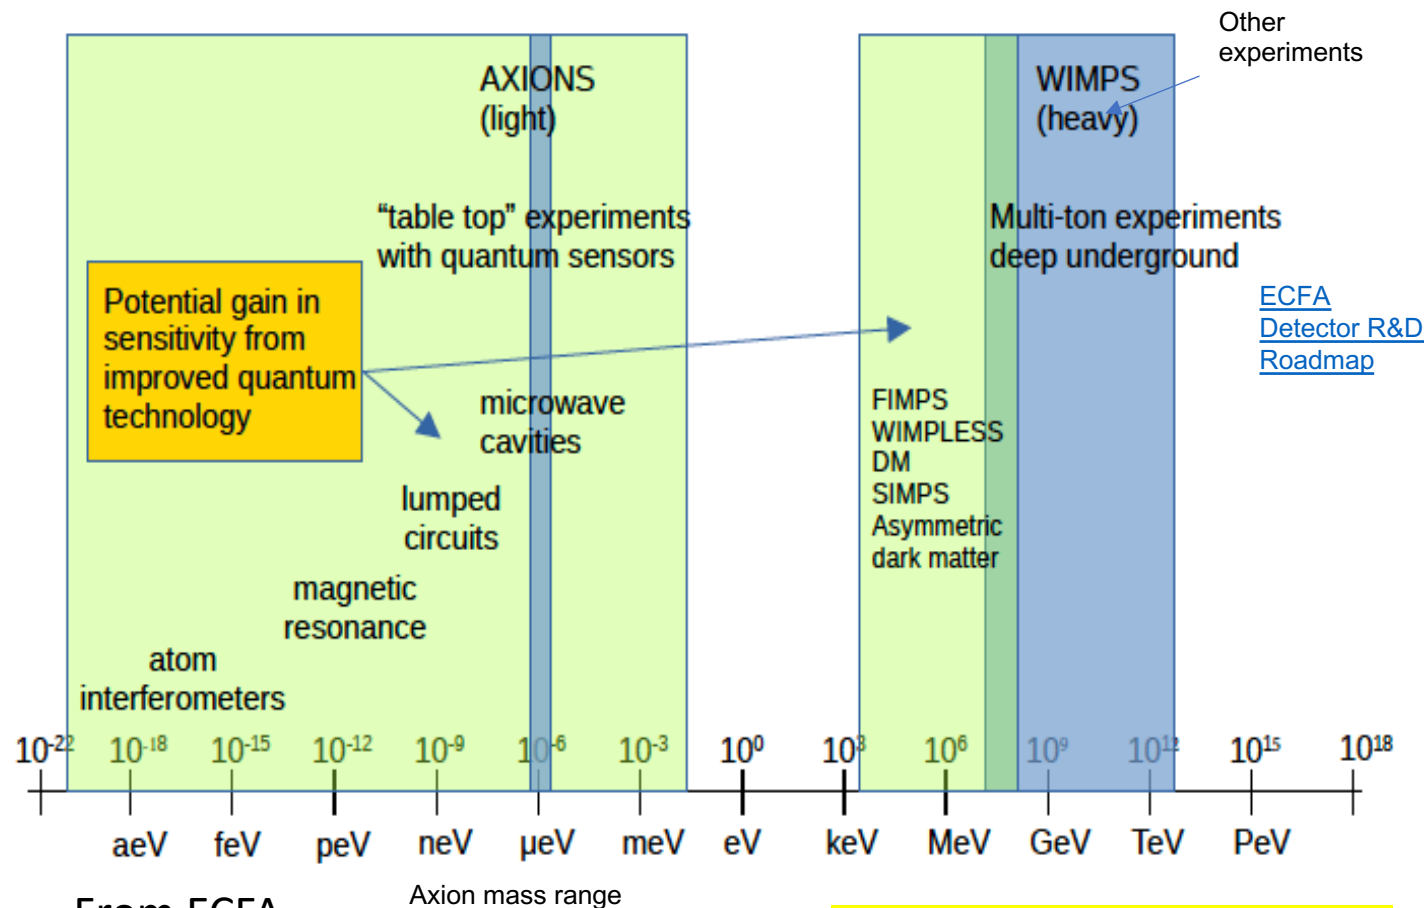 Other
experiments
AXIONS
(light)
WIMPS
(heavy)
“table top” experiments
with quantum sensors
Multi-ton experiments
deep underground
Potential gain in
sensitivity from
improved quantum
technology
ECFA
Detector R&D
Roadmap
microwave
cavities
FIMPS
WIMPLESS
DM
SIMPS
Asymmetric
dark matter
lumped
circuits
magnetic
resonance
atom
interferometers
10⁻²² 10⁻¹⁸ 10⁻¹⁵ 10⁻¹² 10⁻⁹ 10⁻⁶ 10⁻³ 10⁰ 10³ 10⁶ 10⁹ 10¹² 10¹⁵ 10¹⁸
aeV feV peV neV µeV meV eV keV MeV GeV TeV PeV
Axion mass range
From ECFA